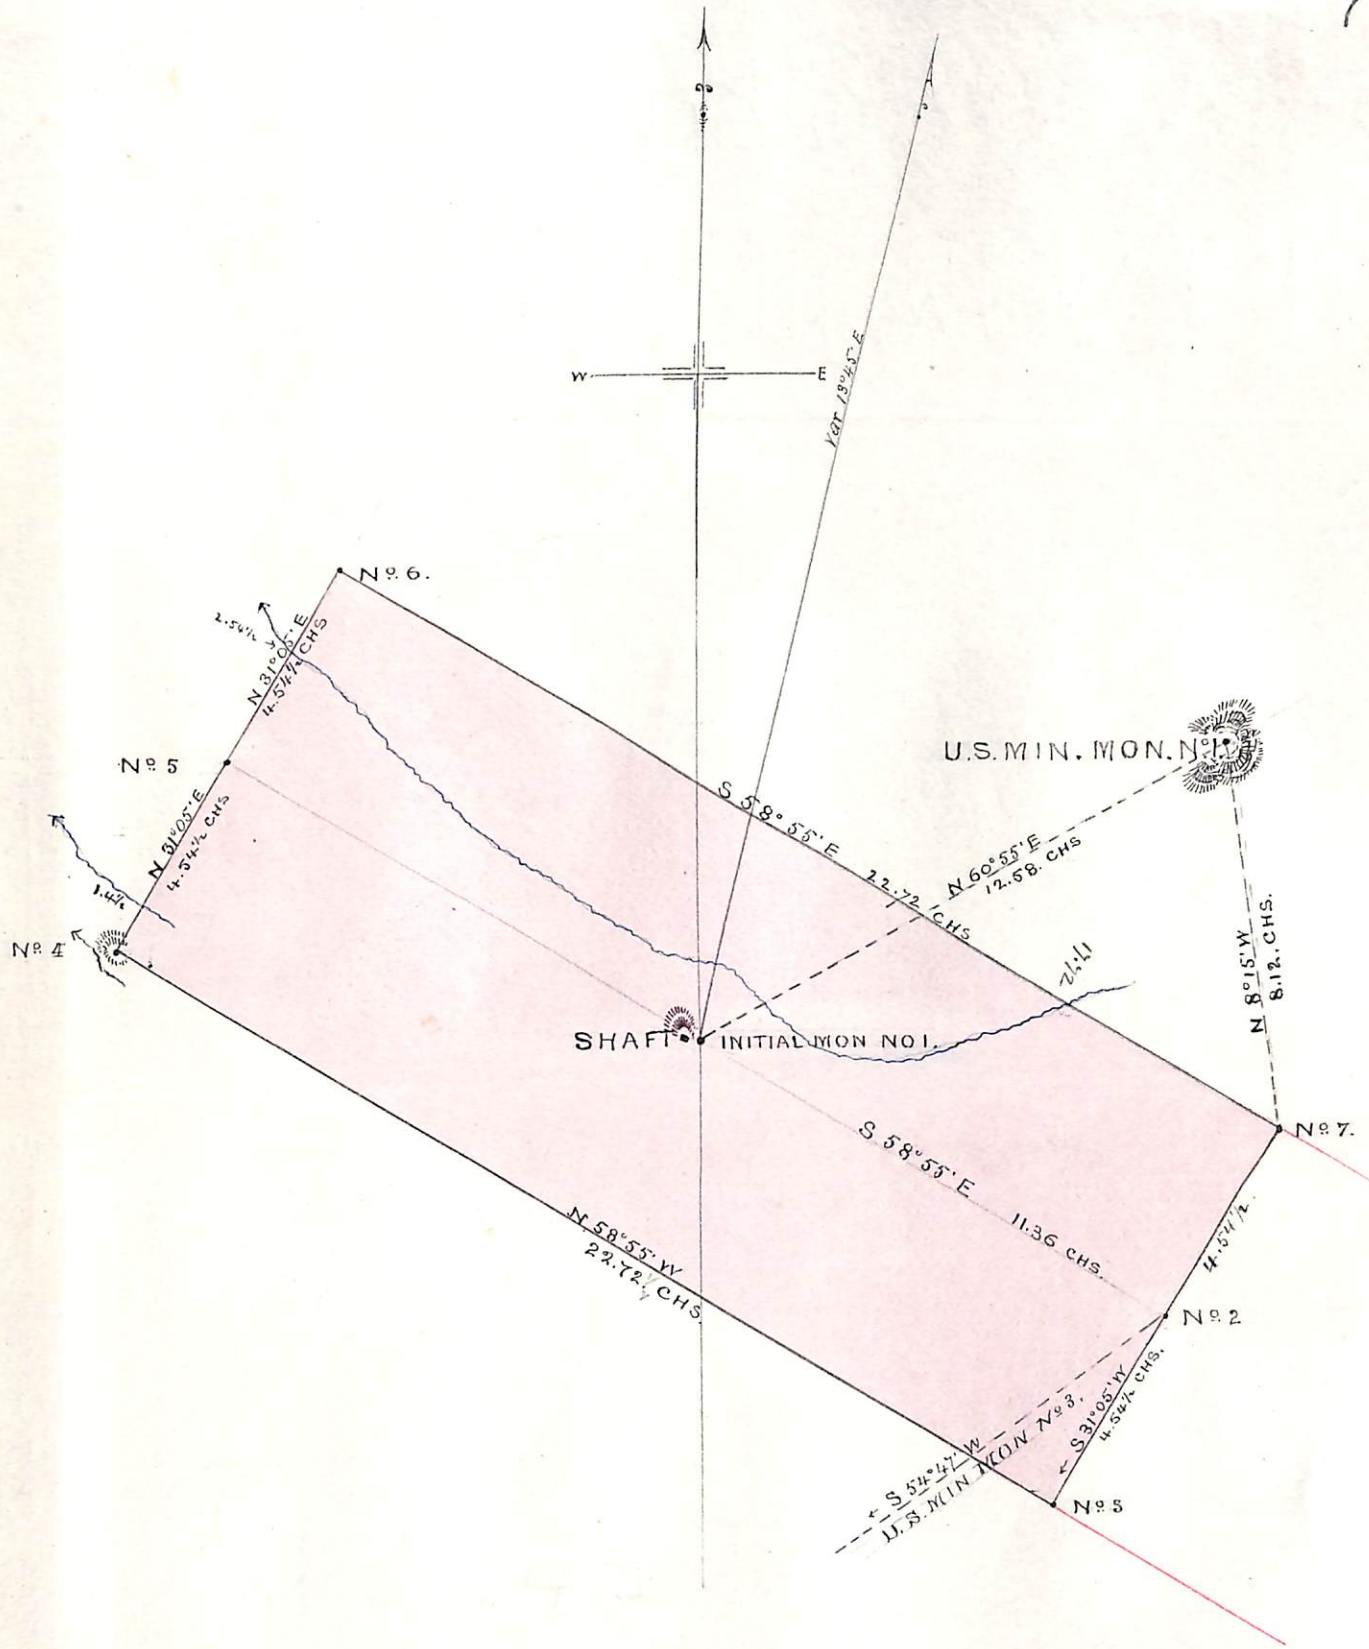 W
E
Var 13°45' E
Nº 6.
2.54½
N 31°05' E
4.54½ CHS
Nº 5
N 31°05' E
4.54½ CHS
1.4½
Nº 4
S 58°55' E
22.72 CHS
U.S. MIN. MON. Nº 1.
N 60°55' E
12.58. CHS
N 8°15' W
8.12. CHS.
17.72
SHAFT
INITIAL MON NO 1.
Nº 7.
S 58°55' E
11.36 CHS.
4.54½
N 58°55' W
22.72 CHS.
Nº 2
S 31°05' W
4.54½ CHS.
S 54°47' W
U.S. MIN MON Nº 3.
Nº 3